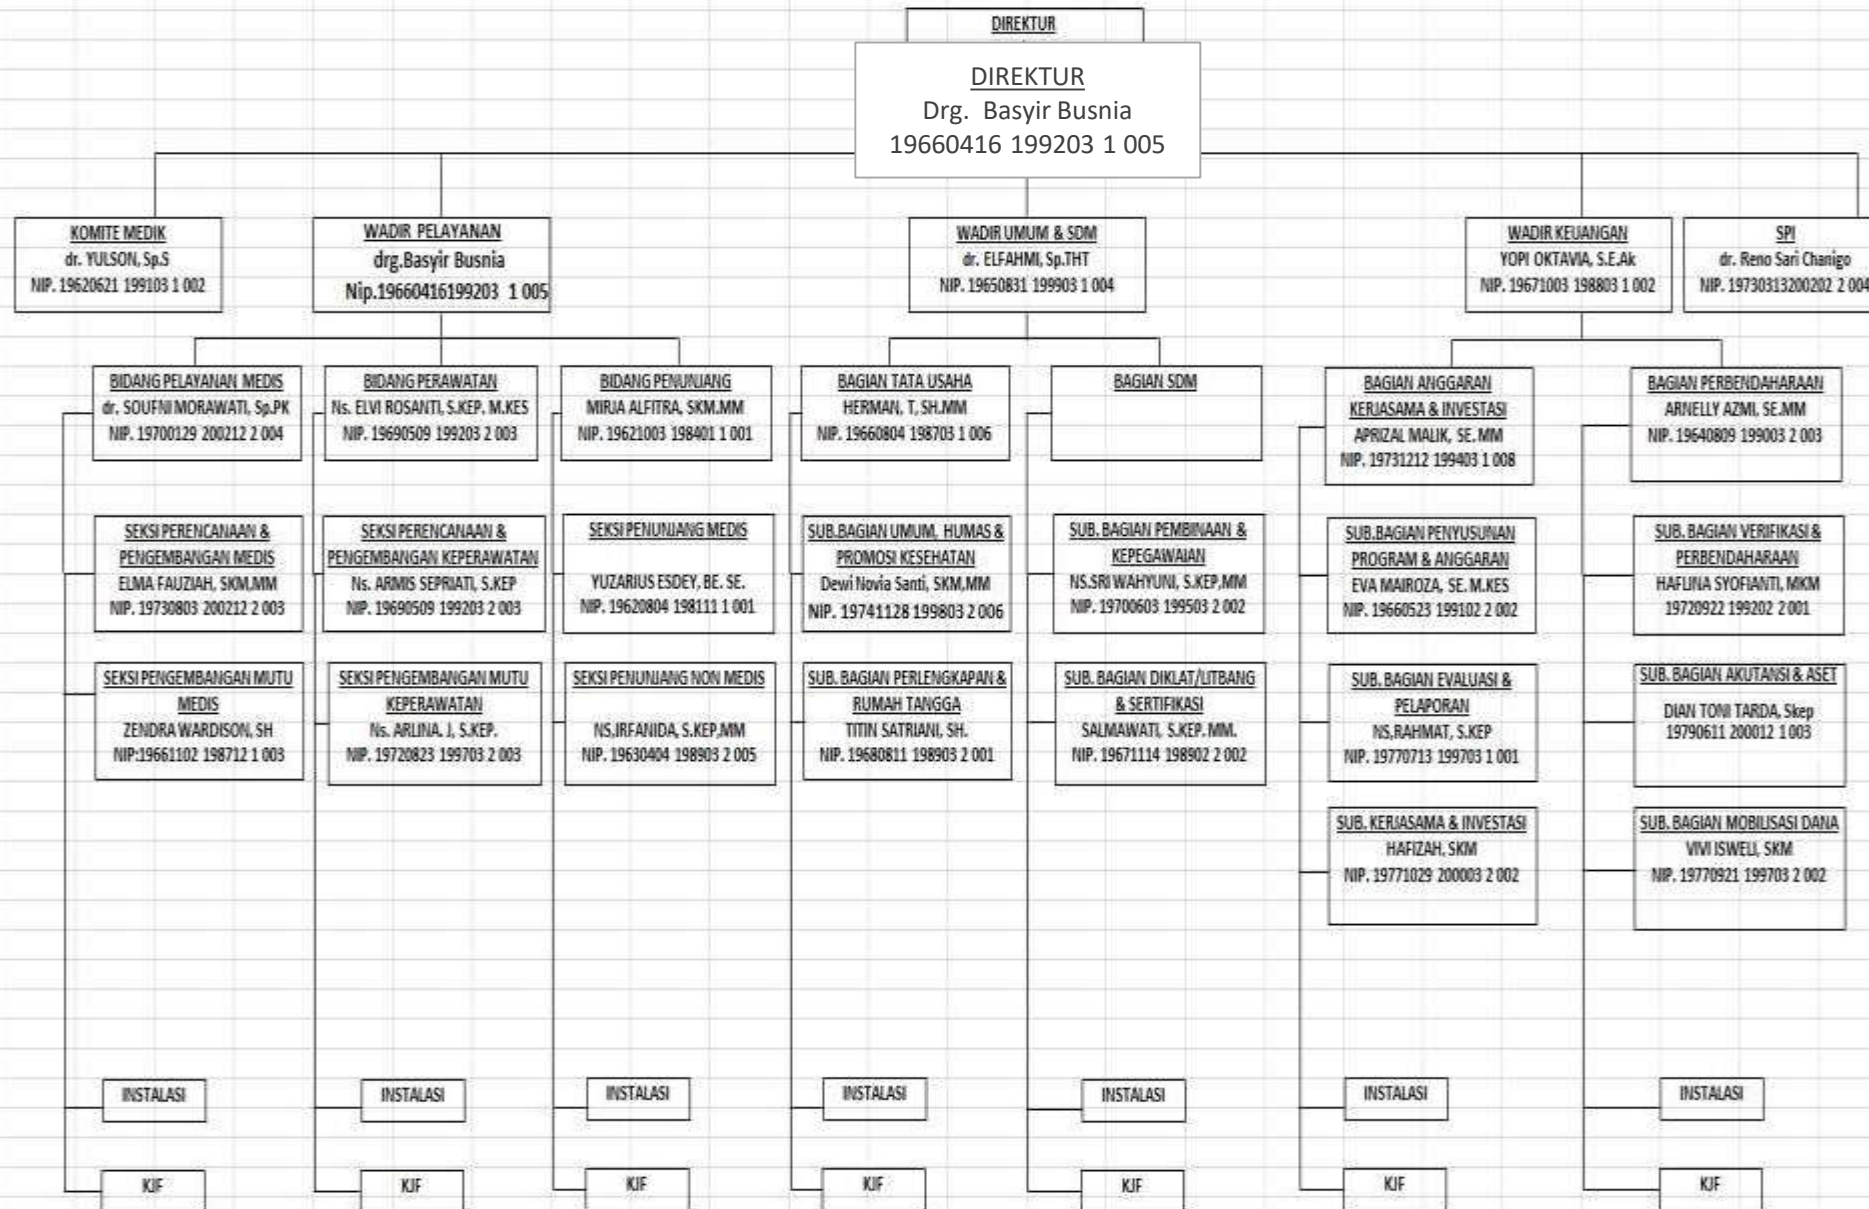 DIREKTUR
DIREKTUR
Drg. Basyir Busnia
19660416 199203 1 005
KOMITE MEDIK
dr. YULSON, Sp.S
NIP. 19620621 199103 1 002
WADIR PELAYANAN
drg.Basyir Busnia
Nip.19660416199203 1 005
WADIR UMUM & SDM
dr. ELFAHMI, Sp.THT
NIP. 19650831 199903 1 004
WADIR KEUANGAN
YOPI OKTAVIA, S.E.Ak
NIP. 19671003 198803 1 002
SPI
dr. Reno Sari Chanigo
NIP. 19730313200202 2 004
BIDANG PELAYANAN MEDIS
dr. SOUFNI MORAWATI, Sp.PK
NIP. 19700129 200212 2 004
BIDANG PERAWATAN
Ns. ELVI ROSANTI, S.KEP. M.KES
NIP. 19690509 199203 2 003
BIDANG PENUNJANG
MIRJA ALFITRA, SKM.MM
NIP. 19621003 198401 1 001
BAGIAN TATA USAHA
HERMAN, T, SH.MM
NIP. 19660804 198703 1 006
BAGIAN SDM
BAGIAN ANGGARAN
KERJASAMA & INVESTASI
APRIZAL MALIK, SE.MM
NIP. 19731212 199403 1 008
BAGIAN PERBENDAHARAAN
ARNELLY AZMI, SE.MM
NIP. 19640809 199003 2 003
SEKSI PERENCANAAN &
PENGEMBANGAN MEDIS
ELMA FAUZIAH, SKM,MM
NIP. 19730803 200212 2 003
SEKSI PERENCANAAN &
PENGEMBANGAN KEPERAWATAN
Ns. ARMIS SEPRIATI, S.KEP
NIP. 19690509 199203 2 003
SEKSI PENUNJANG MEDIS
YUZARIUS ESDEY, BE. SE.
NIP. 19620804 198111 1 001
SUB.BAGIAN UMUM, HUMAS &
PROMOSI KESEHATAN
Dewi Novia Santi, SKM,MM
NIP. 19741128 199803 2 006
SUB. BAGIAN PEMBINAAN &
KEPEGAWAIAN
NS.SRI WAHYUNI, S.KEP,MM
NIP. 19700603 199503 2 002
SUB.BAGIAN PENYUSUNAN
PROGRAM & ANGGARAN
EVA MAIROZA, SE. M.KES
NIP. 19660523 199102 2 002
SUB. BAGIAN VERIFIKASI &
PERBENDAHARAAN
HAFLINA SYOFIANTI, MKM
19720922 199202 2 001
SEKSI PENGEMBANGAN MUTU
MEDIS
ZENDRA WARDISON, SH
NIP:19661102 198712 1 003
SEKSI PENGEMBANGAN MUTU
KEPERAWATAN
Ns. ARLINA. J, S.KEP.
NIP. 19720823 199703 2 003
SEKSI PENUNJANG NON MEDIS
NS,IRFANIDA, S.KEP,MM
NIP. 19630404 198903 2 005
SUB. BAGIAN PERLENGKAPAN &
RUMAH TANGGA
TITIN SATRIANI, SH.
NIP. 19680811 198903 2 001
SUB. BAGIAN DIKLAT/LITBANG
& SERTIFIKASI
SALMAWATI, S.KEP. MM.
NIP. 19671114 198902 2 002
SUB. BAGIAN EVALUASI &
PELAPORAN
NS,RAHMAT, S.KEP
NIP. 19770713 199703 1 001
SUB. BAGIAN AKUTANSI & ASET
DIAN TONI TARDA, Skep
19790611 200012 1 003
SUB. KERJASAMA & INVESTASI
HAFIZAH, SKM
NIP. 19771029 200003 2 002
SUB. BAGIAN MOBILISASI DANA
VIVI ISWELI, SKM
NIP. 19770921 199703 2 002
INSTALASI
INSTALASI
INSTALASI
INSTALASI
INSTALASI
INSTALASI
INSTALASI
KJF
KJF
KJF
KJF
KJF
KJF
KJF